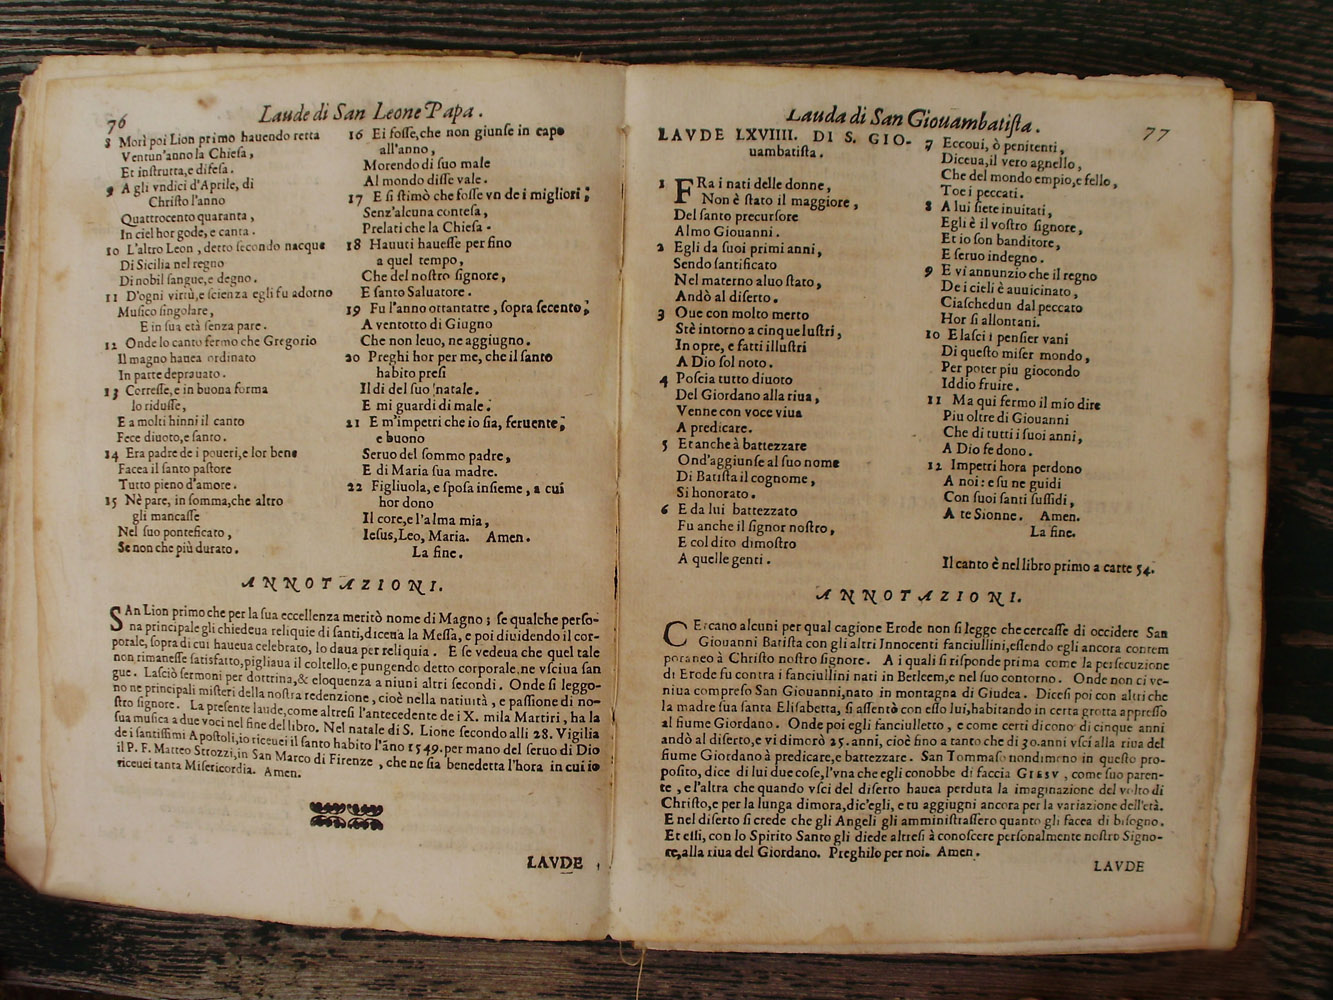 76
Laude di San Leone Papa.
8 Morì poi Lion primo hauendo retta
Ventun'anno la Chiesa,
Et instrutta, e difesa.
9 A gli vndici d'Aprile, di
Christo l'anno
Quattrocento quaranta,
In ciel hor gode, e canta.
10 L'altro Leon, detto secondo nacque
Di Sicilia nel regno
Di nobil sangue, e degno.
11 D'ogni virtù, e scienza egli fu adorno
Musico singolare,
E in sua età senza pare.
12 Onde lo canto fermo che Gregorio
Il magno hauea ordinato
In parte deprauato.
13 Corresse, e in buona forma
lo ridusse,
E a molti hinni il canto
Fece diuoto, e santo.
14 Era padre de i poueri, e lor bene
Facea il santo pastore
Tutto pieno d'amore.
15 Nè pare, in somma, che altro
gli mancasse
Nel suo ponteficato,
Se non che più durato.
16 Ei fosse, che non giunse in capo
all'anno,
Morendo di suo male
Al mondo disse vale.
17 E si stimò che fosse vn de i migliori;
Senz'alcuna contesa,
Prelati che la Chiesa.
18 Hauuti hauesse per fino
a quel tempo,
Che del nostro signore,
E santo Saluatore.
19 Fu l'anno ottantatre, sopra secento;
A ventotto di Giugno
Che non leuo, ne aggiugno.
20 Preghi hor per me, che il santo
habito presi
Il di del suo natale.
E mi guardi di male.
21 E m'impetri che io sia, feruente;
e buono
Seruo del sommo padre,
E di Maria sua madre.
22 Figliuola, e sposa insieme, a cui
hor dono
Il core, e l'alma mia,
Iesus, Leo, Maria. Amen.
La fine.
ANNOTAZIONI.
SAn Lion primo che per la sua eccellenza meritò nome di Magno; se qualche perso-
na principale gli chiedeua reliquie di santi, dicena la Messa, e poi diuidendo il cor-
porale, sopra di cui haueua celebrato, lo daua per reliquia. E se vedeua che quel tale
non rimanesse satisfatto, pigliaua il coltello, e pungendo detto corporale, ne vsciua san
gue. Lasciò sermoni per dottrina, & eloquenza a niuni altri secondi. Onde si leggo-
no ne principali misteri della nostra redenzione, cioè nella natiuità, e passione di no-
stro signore. La presente laude, come altresi l'antecedente de i X. mila Martiri, ha la
sua musica a due voci nel fine del libro. Nel natale di S. Lione secondo alli 28. Vigilia
de i santissimi Apostoli, io riceuei il santo habito l'āno 1549. per mano del seruo di Dio
il P. F. Matteo Strozzi, in San Marco di Firenze, che ne sia benedetta l'hora in cui io
riceuei tanta Misericordia. Amen.
LAVDE
Lauda di San Giouambatista.
77
LAVDE LXVIIII. DI S. GIO-
uambatista.
1 FRa i nati delle donne,
Non è stato il maggiore,
Del santo precursore
Almo Giouanni.
2 Egli da suoi primi anni,
Sendo santificato
Nel materno aluo stato,
Andò al diserto.
3 Oue con molto merto
Stè intorno a cinque lustri,
In opre, e fatti illustri
A Dio sol noto.
4 Poscia tutto diuoto
Del Giordano alla riua,
Venne con voce viua
A predicare.
5 Et anche à battezzare
Ond'aggiunse al suo nome
Di Batista il cognome,
Si honorato.
6 E da lui battezzato
Fu anche il signor nostro,
E col dito dimostro
A quelle genti.
7 Eccoui, ò penitenti,
Diceua, il vero agnello,
Che del mondo empio, e fello,
Toe i peccati.
8 A lui siete inuitati,
Egli è il vostro signore,
Et io son banditore,
E seruo indegno.
9 E vi annunzio che il regno
De i cieli è auuicinato,
Ciaschedun dal peccato
Hor si allontani.
10 E lasci i pensier vani
Di questo miser mondo,
Per poter piu giocondo
Iddio fruire.
11 Ma qui fermo il mio dire
Piu oltre di Giouanni
Che di tutti i suoi anni,
A Dio fe dono.
12 Impetri hora perdono
A noi: e su ne guidi
Con suoi santi sussidi,
A te Sionne. Amen.
La fine.
Il canto è nel libro primo a carte 54.
ANNOTAZIONI.
CErcano alcuni per qual cagione Erode non si legge che cercasse di occidere San
Giouanni Batista con gli altri Innocenti fanciullini, essendo egli ancora contem
poraneo à Christo nostro signore. A i quali si risponde prima come la persecuzione
di Erode fu contra i fanciullini nati in Betleem, e nel suo contorno. Onde non ci ve-
niua compreso San Giouanni, nato in montagna di Giudea. Dicesi poi con altri che
la madre sua santa Elisabetta, si assentò con esso lui, habitando in certa grotta appresso
al fiume Giordano. Onde poi egli fanciulletto, e come certi dicono di cinque anni
andò al diserto, e vi dimorò 25. anni, cioè fino a tanto che di 30. anni vscì alla riua del
fiume Giordano à predicare, e battezzare. San Tommaso nondimeno in questo pro-
posito, dice di lui due cose, l'vna che egli conobbe di faccia GIESV, come suo paren-
te, e l'altra che quando vsci del diserto hauea perduta la imaginazione del volto di
Christo, e per la lunga dimora, dic'egli, e tu aggiugni ancora per la variazione dell'età.
E nel diserto si crede che gli Angeli gli amministrassero quanto gli facea di bisogno.
Et essi, con lo Spirito Santo gli diede altresi à conoscere personalmente nostro Signo-
re, alla riua del Giordano. Preghilo per noi. Amen.
LAVDE